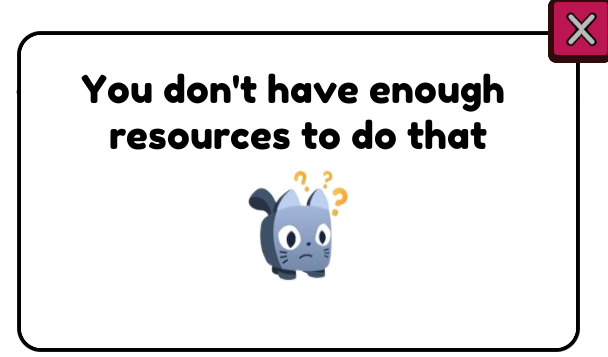 You don't have enough
resources to do that
???